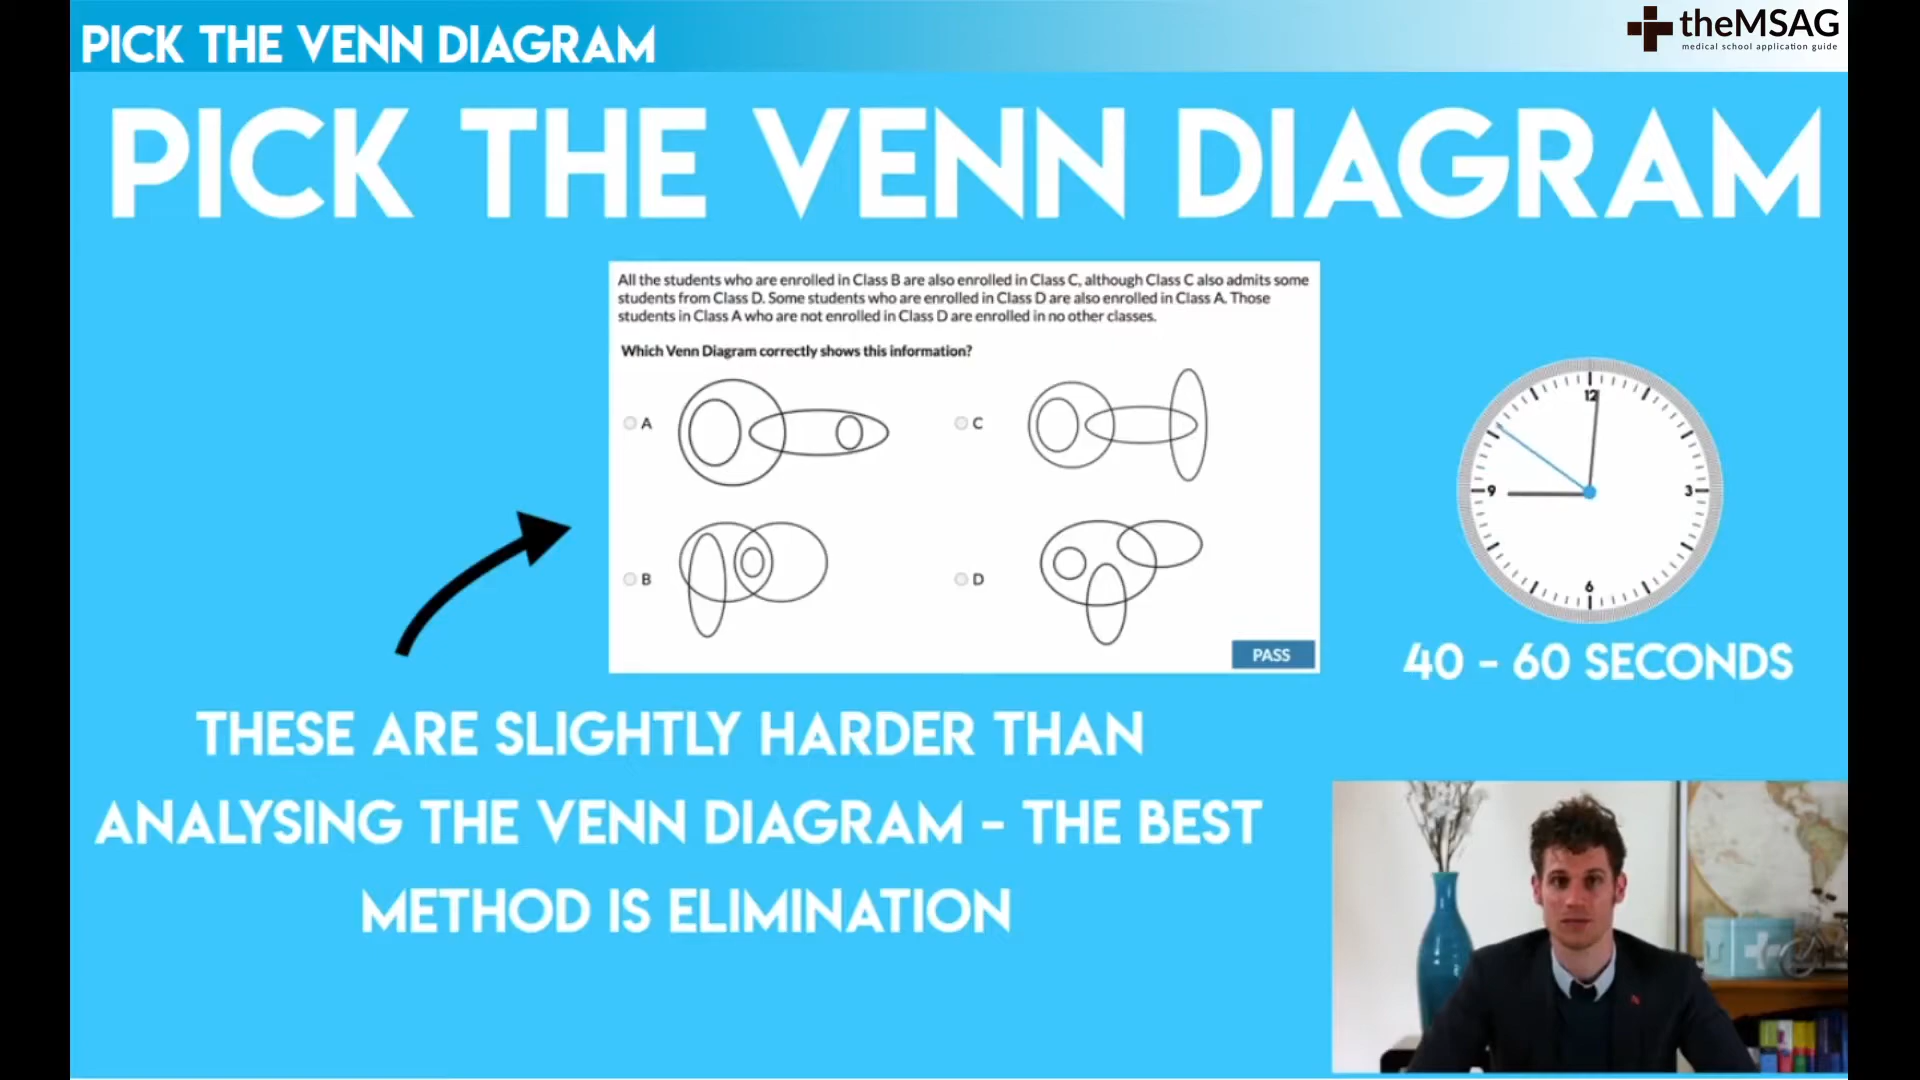 PICK THE VENN DIAGRAM
theMSAG
medical school application guide
PICK THE VENN DIAGRAM
All the students who are enrolled in Class B are also enrolled in Class C, although Class C also admits some
students from Class D. Some students who are enrolled in Class D are also enrolled in Class A. Those
students in Class A who are not enrolled in Class D are enrolled in no other classes.
Which Venn Diagram correctly shows this information?
A
C
B
D
PASS
12
9
3
6
40 - 60 SECONDS
THESE ARE SLIGHTLY HARDER THAN
ANALYSING THE VENN DIAGRAM - THE BEST
METHOD IS ELIMINATION